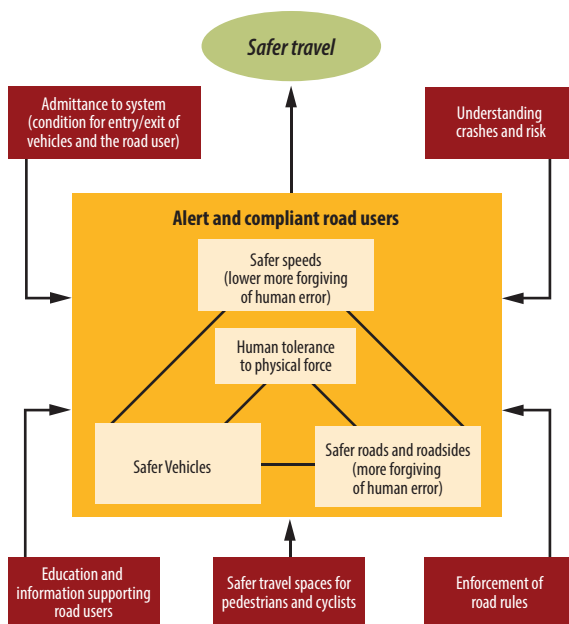 Safer travel
Admittance to system
(condition for entry/exit of
vehicles and the road user)
Understanding
crashes and risk
Alert and compliant road users
Safer speeds
(lower more forgiving
of human error)
Human tolerance
to physical force
Safer Vehicles
Safer roads and roadsides
(more forgiving
of human error)
Education and
information supporting
road users
Safer travel spaces for
pedestrians and cyclists
Enforcement of
road rules